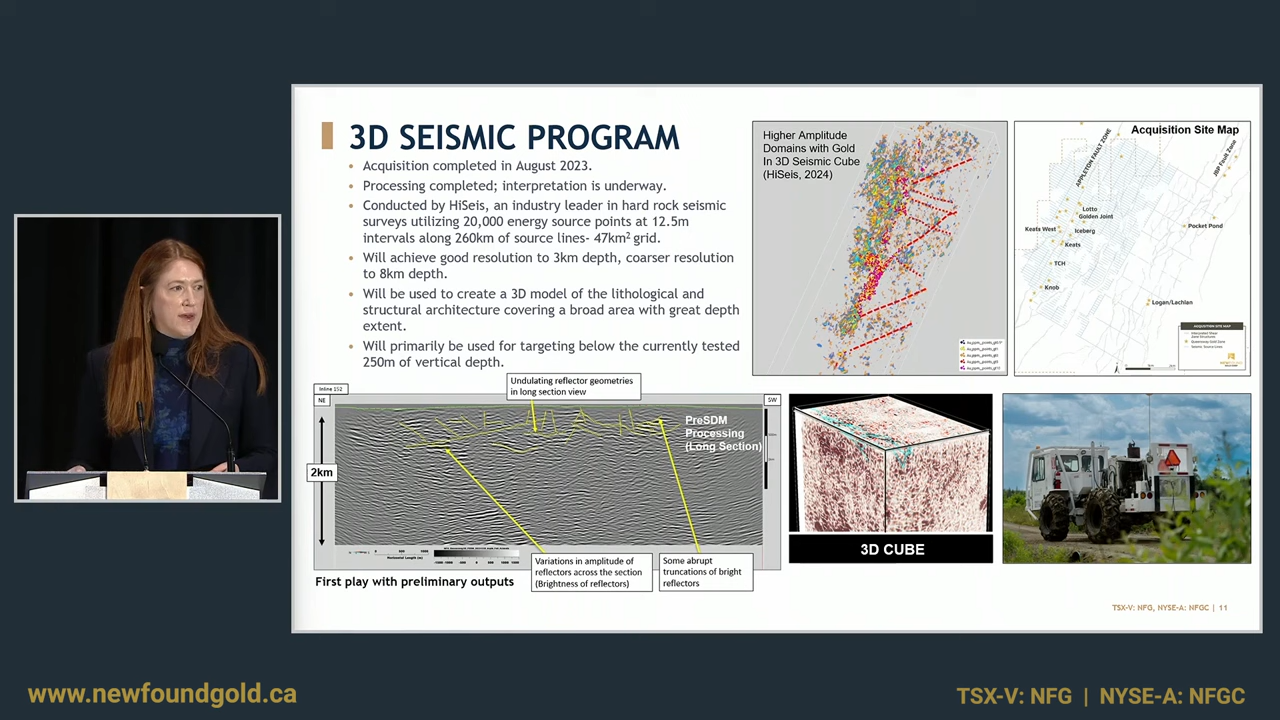 3D SEISMIC PROGRAM
• Acquisition completed in August 2023.
• Processing completed; interpretation is underway.
• Conducted by HiSeis, an industry leader in hard rock seismic
surveys utilizing 20,000 energy source points at 12.5m
intervals along 260km of source lines- 47km² grid.
• Will achieve good resolution to 3km depth, coarser resolution
to 8km depth.
• Will be used to create a 3D model of the lithological and
structural architecture covering a broad area with great depth
extent.
• Will primarily be used for targeting below the currently tested
250m of vertical depth.
Higher Amplitude
Domains with Gold
In 3D Seismic Cube
(HiSeis, 2024)
Acquisition Site Map
APPLETON FAULT ZONE
JBP Fault Zone
Lotto
Golden Joint
Keats West
Iceberg
Keats
Pocket Pond
TCH
Knob
Logan/Lachlan
ACQUISITION SITE MAP
Inline 152
NE
SW
Undulating reflector geometries
in long section view
PreSDM
Processing
(Long Section)
2km
Variations in amplitude of
reflectors across the section
(Brightness of reflectors)
Some abrupt
truncations of bright
reflectors
First play with preliminary outputs
3D CUBE
TSX-V: NFG, NYSE-A: NFGC | 11
www.newfoundgold.ca
TSX-V: NFG | NYSE-A: NFGC